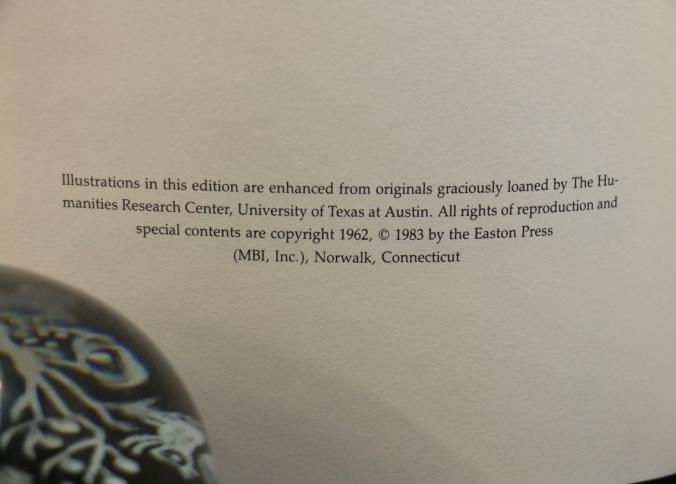 Illustrations in this edition are enhanced from originals graciously loaned by The Hu-
manities Research Center, University of Texas at Austin. All rights of reproduction and
special contents are copyright 1962, © 1983 by the Easton Press
(MBI, Inc.), Norwalk, Connecticut